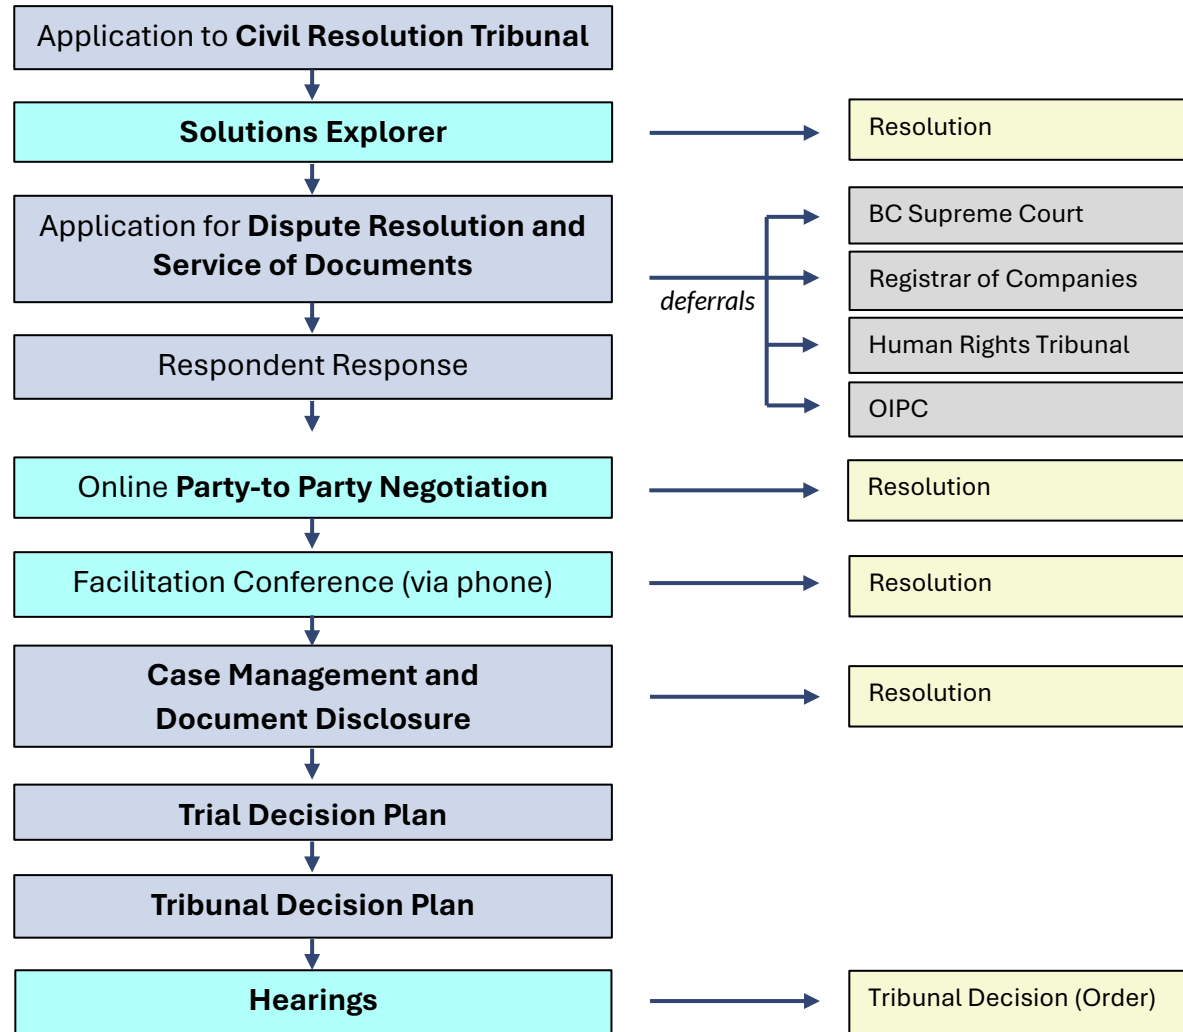 Application to Civil Resolution Tribunal
Solutions Explorer
Resolution
Application for Dispute Resolution and
Service of Documents
deferrals
BC Supreme Court
Registrar of Companies
Human Rights Tribunal
OIPC
Respondent Response
Online Party-to Party Negotiation
Resolution
Facilitation Conference (via phone)
Resolution
Case Management and
Document Disclosure
Resolution
Trial Decision Plan
Tribunal Decision Plan
Hearings
Tribunal Decision (Order)